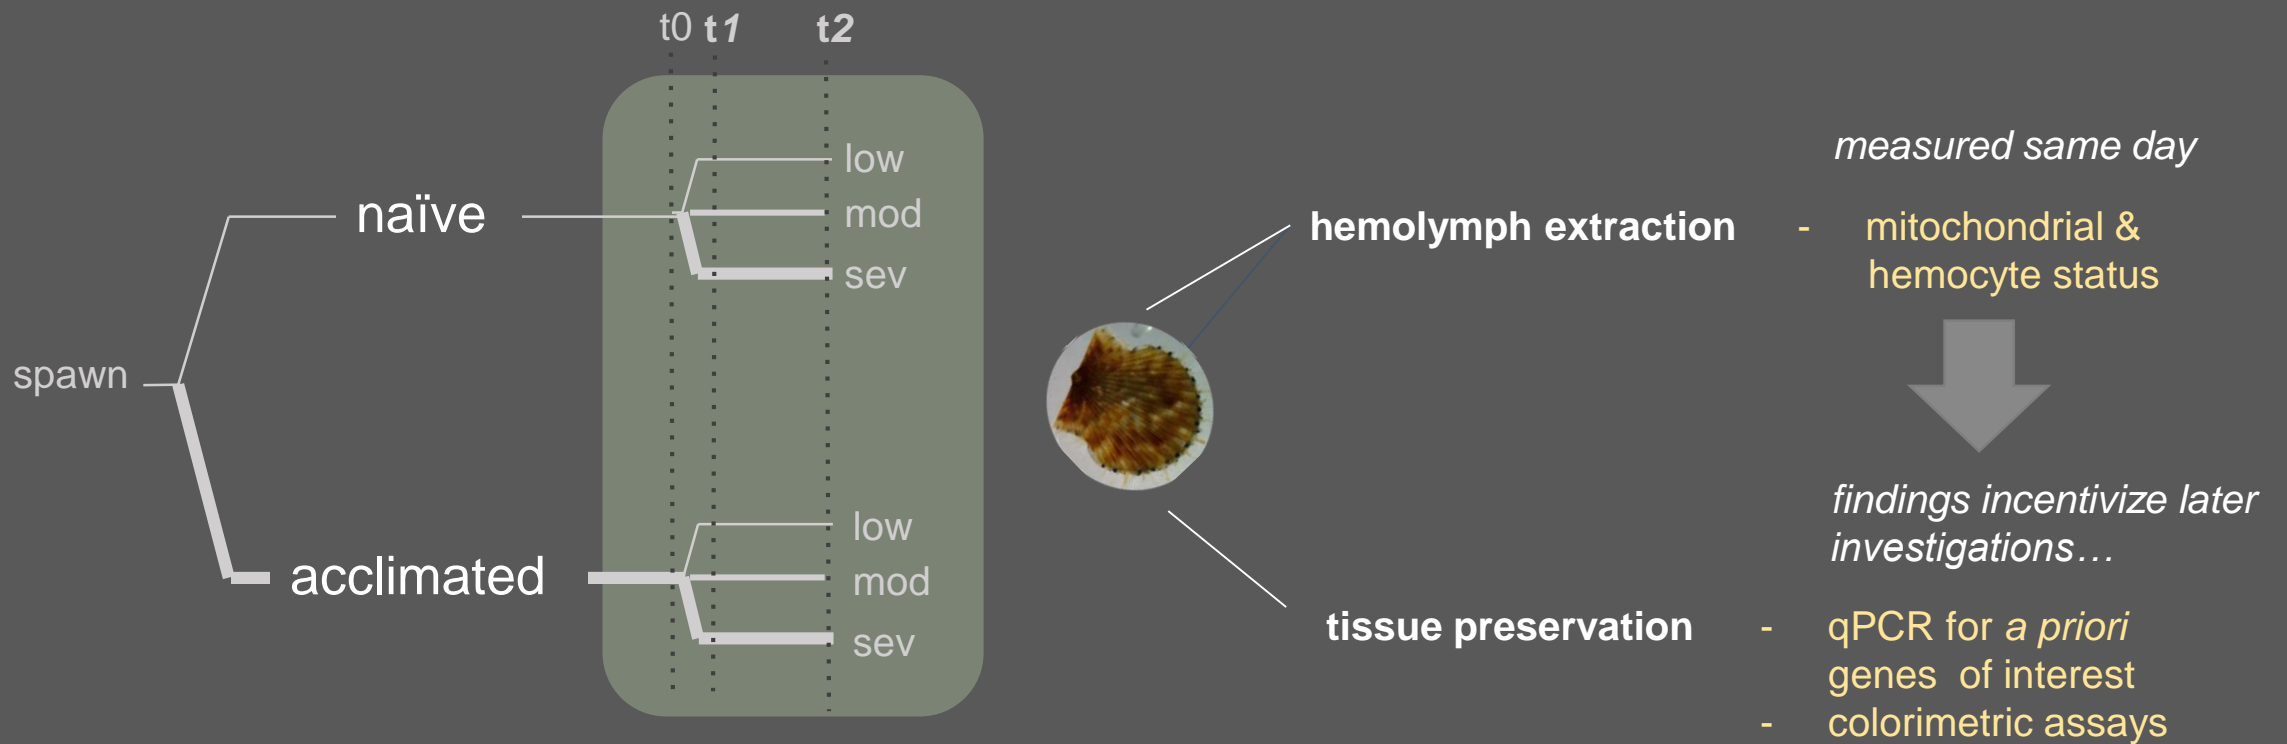 t0 t1 t2
low
naïve
mod
sev
spawn
low
acclimated
mod
sev
measured same day
hemolymph extraction - mitochondrial &
hemocyte status
findings incentivize later
investigations…
tissue preservation - qPCR for a priori
genes of interest
- colorimetric assays